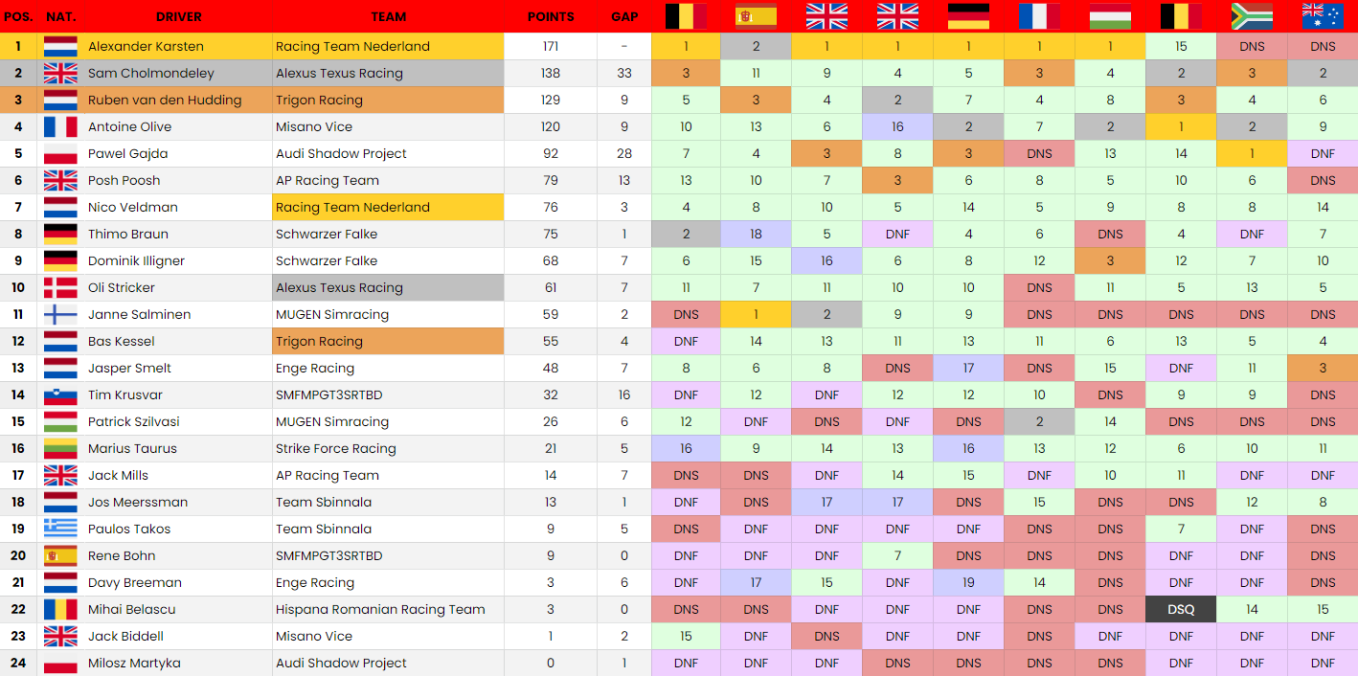 POS. NAT. DRIVER TEAM POINTS GAP
1 Alexander Karsten Racing Team Nederland 171 - 1 2 1 1 1 1 1 15 DNS DNS
2 Sam Cholmondeley Alexus Texus Racing 138 33 3 11 9 4 5 3 4 2 3 2
3 Ruben van den Hudding Trigon Racing 129 9 5 3 4 2 7 4 8 3 4 6
4 Antoine Olive Misano Vice 120 9 10 13 6 16 2 7 2 1 2 9
5 Pawel Gajda Audi Shadow Project 92 28 7 4 3 8 3 DNS 13 14 1 DNF
6 Posh Poosh AP Racing Team 79 13 13 10 7 3 6 8 5 10 6 DNS
7 Nico Veldman Racing Team Nederland 76 3 4 8 10 5 14 5 9 8 8 14
8 Thimo Braun Schwarzer Falke 75 1 2 18 5 DNF 4 6 DNS 4 DNF 7
9 Dominik Illigner Schwarzer Falke 68 7 6 15 16 6 8 12 3 12 7 10
10 Oli Stricker Alexus Texus Racing 61 7 11 7 11 10 10 DNS 11 5 13 5
11 Janne Salminen MUGEN Simracing 59 2 DNS 1 2 9 9 DNS DNS DNS DNS DNS
12 Bas Kessel Trigon Racing 55 4 DNF 14 13 11 13 11 6 13 5 4
13 Jasper Smelt Enge Racing 48 7 8 6 8 DNS 17 DNS 15 DNF 11 3
14 Tim Krusvar SMFMPGT3SRTBD 32 16 DNF 12 DNF 12 12 10 DNS 9 9 DNS
15 Patrick Szilvasi MUGEN Simracing 26 6 12 DNF DNS DNF DNS 2 14 DNS DNS DNS
16 Marius Taurus Strike Force Racing 21 5 16 9 14 13 16 13 12 6 10 11
17 Jack Mills AP Racing Team 14 7 DNS DNS DNF 14 15 DNF 10 11 DNF DNF
18 Jos Meerssman Team Sbinnala 13 1 DNF DNS 17 17 DNS 15 DNS DNS 12 8
19 Paulos Takos Team Sbinnala 9 5 DNS DNF DNF DNF DNF DNS DNS 7 DNF DNS
20 Rene Bohn SMFMPGT3SRTBD 9 0 DNF DNF DNF 7 DNS DNS DNS DNF DNF DNS
21 Davy Breeman Enge Racing 3 6 DNF 17 15 DNF 19 14 DNS DNF DNF DNS
22 Mihai Belascu Hispana Romanian Racing Team 3 0 DNS DNS DNF DNF DNF DNS DNS DSQ 14 15
23 Jack Biddell Misano Vice 1 2 15 DNF DNS DNF DNF DNS DNF DNF DNF DNF
24 Milosz Martyka Audi Shadow Project 0 1 DNF DNF DNF DNS DNS DNS DNS DNF DNF DNF